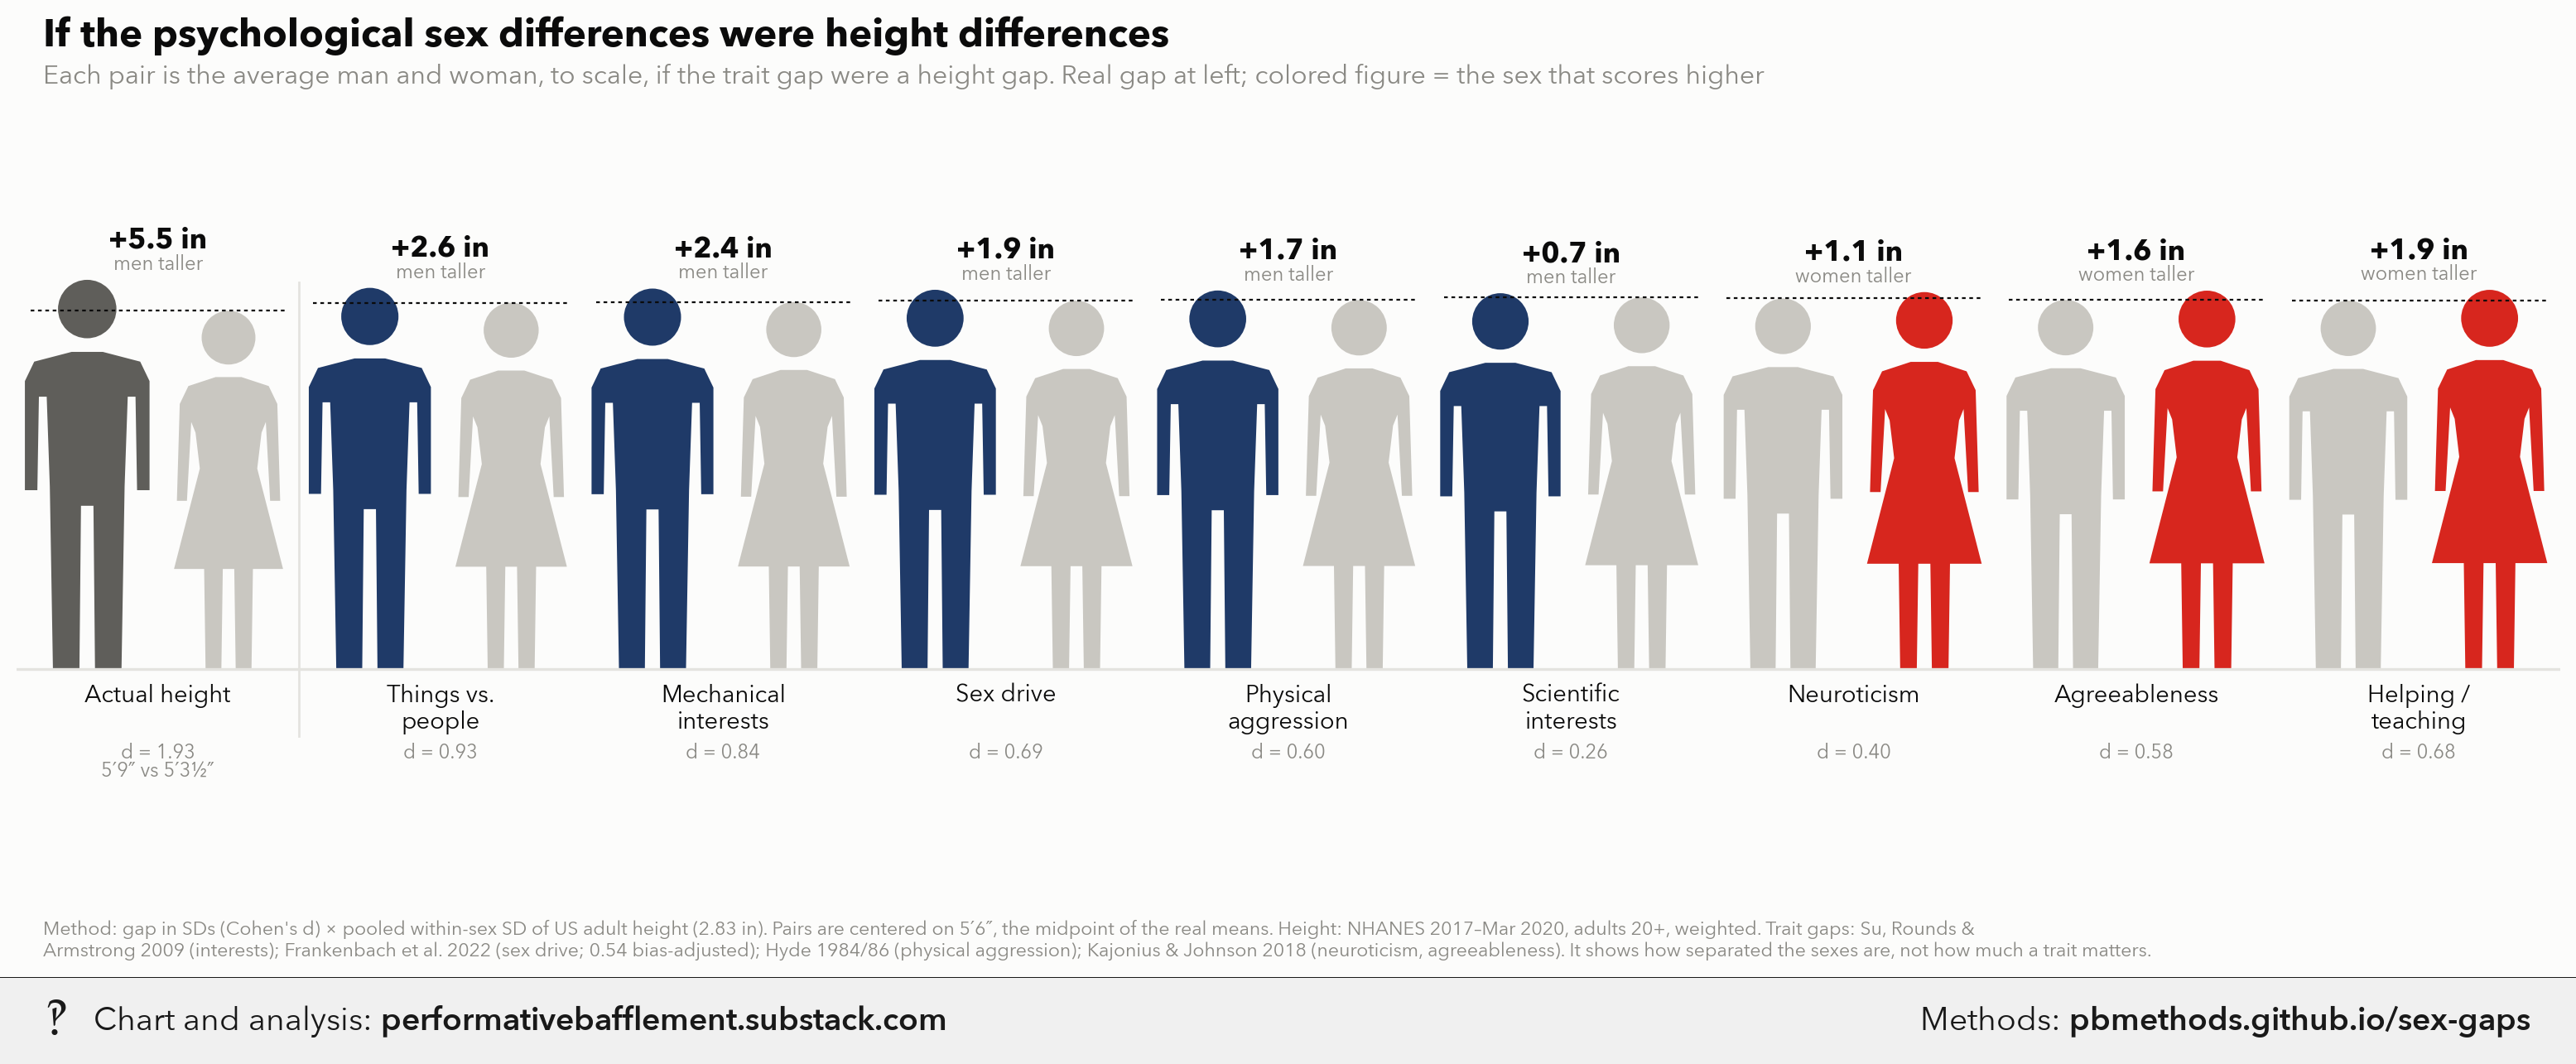 If the psychological sex differences were height differences
Each pair is the average man and woman, to scale, if the trait gap were a height gap. Real gap at left; colored figure = the sex that scores higher
+5.5 in
men taller
+2.6 in
men taller
+2.4 in
men taller
+1.9 in
men taller
+1.7 in
men taller
+0.7 in
men taller
+1.1 in
women taller
+1.6 in
women taller
+1.9 in
women taller
Actual height
d = 1.93
5′9″ vs 5′3½″
Things vs.
people
d = 0.93
Mechanical
interests
d = 0.84
Sex drive
d = 0.69
Physical
aggression
d = 0.60
Scientific
interests
d = 0.26
Neuroticism
d = 0.40
Agreeableness
d = 0.58
Helping /
teaching
d = 0.68
Method: gap in SDs (Cohen's d) × pooled within-sex SD of US adult height (2.83 in). Pairs are centered on 5′6″, the midpoint of the real means. Height: NHANES 2017–Mar 2020, adults 20+, weighted. Trait gaps: Su, Rounds &
Armstrong 2009 (interests); Frankenbach et al. 2022 (sex drive; 0.54 bias-adjusted); Hyde 1984/86 (physical aggression); Kajonius & Johnson 2018 (neuroticism, agreeableness). It shows how separated the sexes are, not how much a trait matters.
‽ Chart and analysis: performativebafflement.substack.com
Methods: pbmethods.github.io/sex-gaps